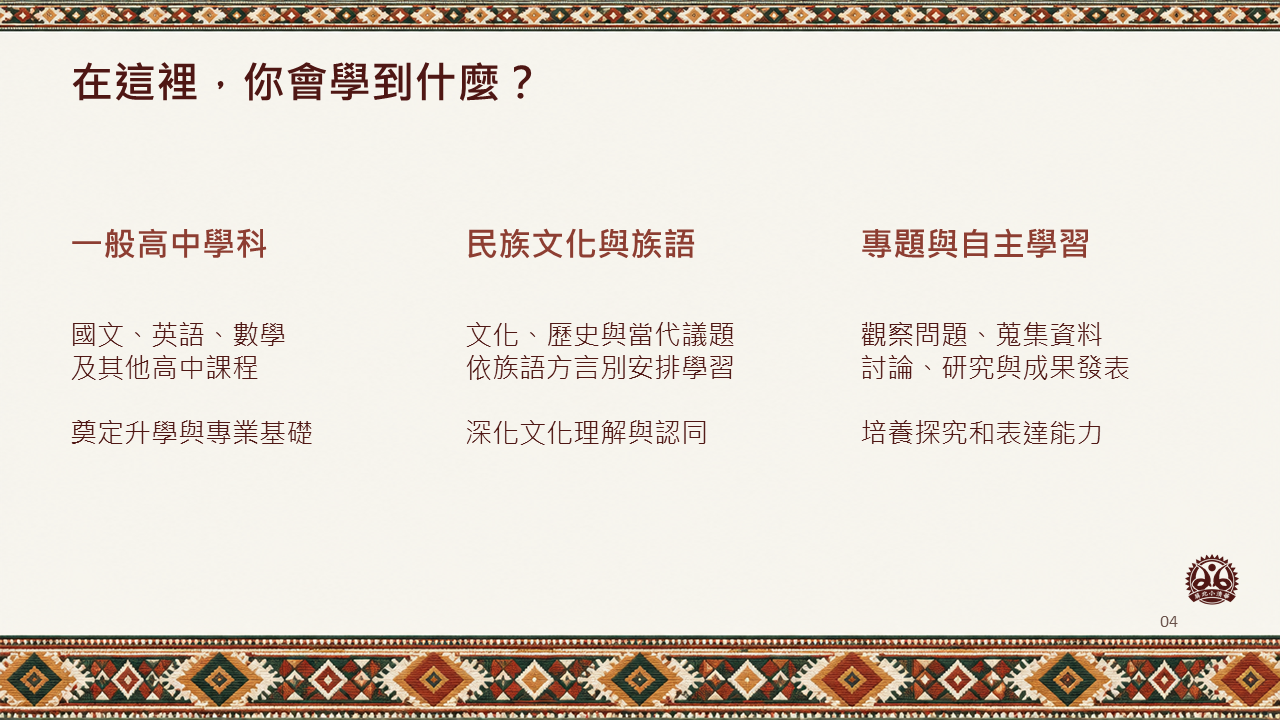 在這裡，你會學到什麼？
一般高中學科
國文、英語、數學
及其他高中課程
奠定升學與專業基礎
民族文化與族語
文化、歷史與當代議題
依族語方言別安排學習
深化文化理解與認同
專題與自主學習
觀察問題、蒐集資料
討論、研究與成果發表
培養探究和表達能力
04